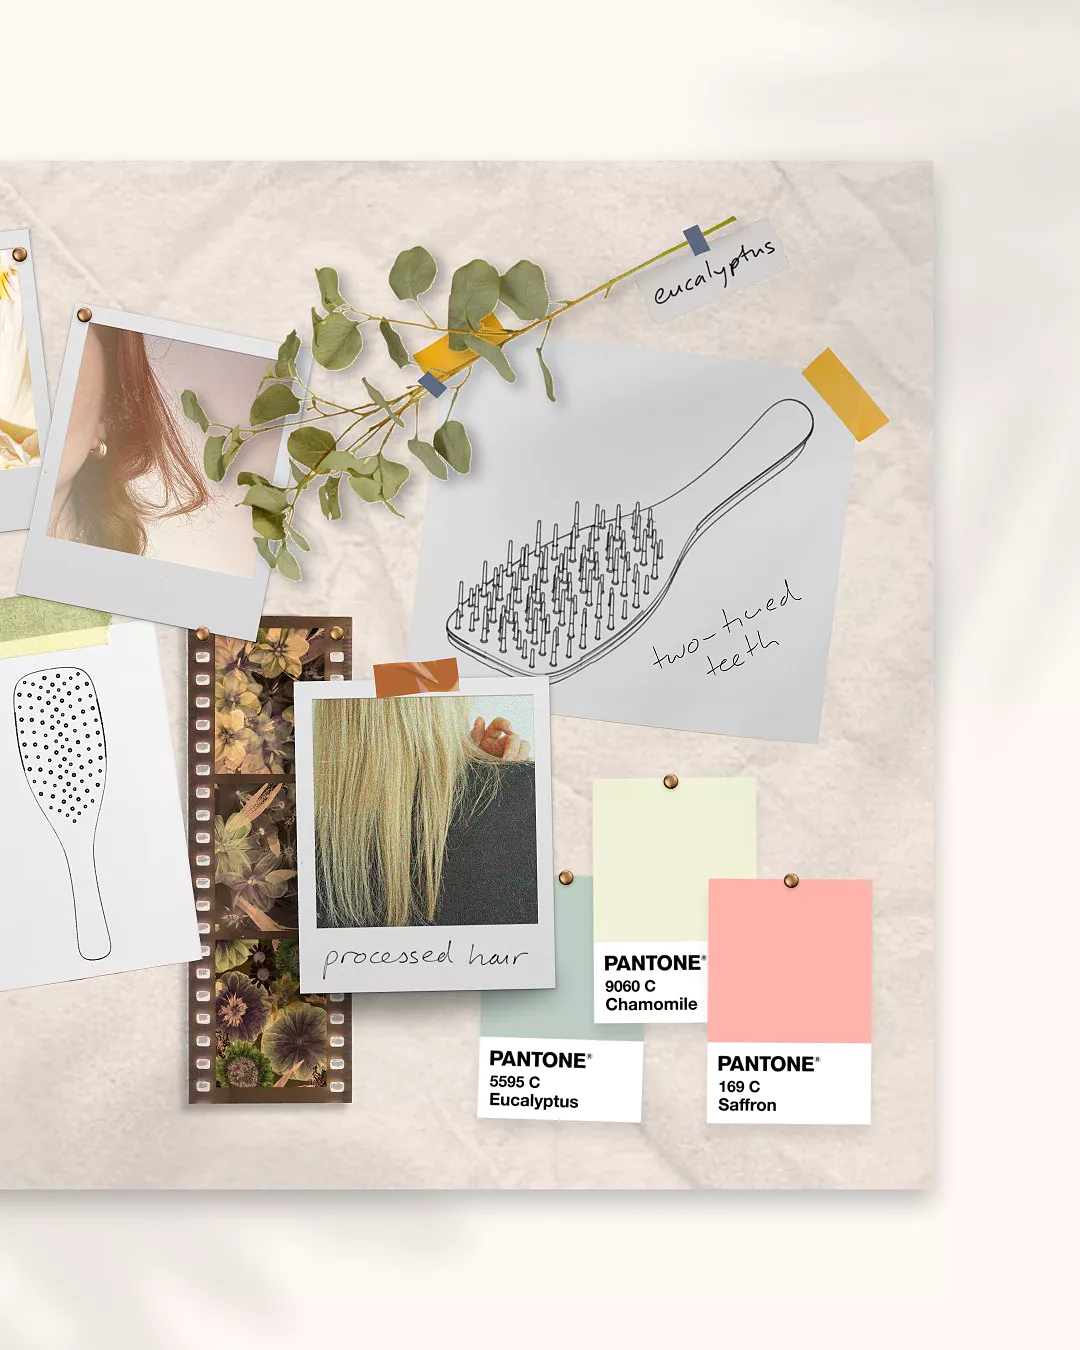 eucalyptus
two-tiered
teeth
processed hair
PANTONE®
9060 C
Chamomile
PANTONE®
5595 C
Eucalyptus
PANTONE®
169 C
Saffron